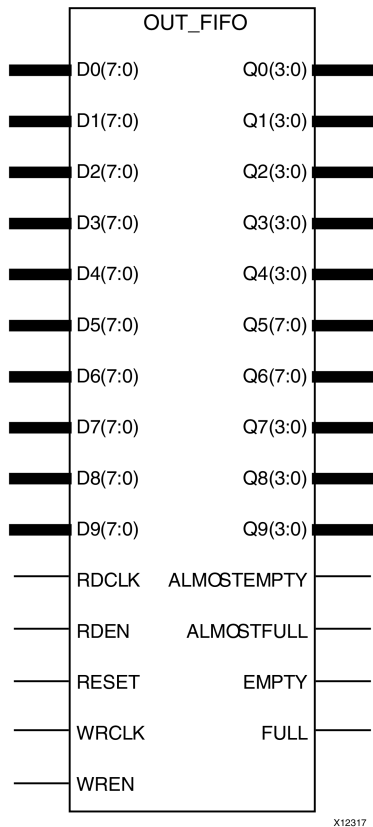 OUT_FIFO
D0(7:0) Q0(3:0)
D1(7:0) Q1(3:0)
D2(7:0) Q2(3:0)
D3(7:0) Q3(3:0)
D4(7:0) Q4(3:0)
D5(7:0) Q5(7:0)
D6(7:0) Q6(7:0)
D7(7:0) Q7(3:0)
D8(7:0) Q8(3:0)
D9(7:0) Q9(3:0)
RDCLK ALMOSTEMPTY
RDEN ALMOSTFULL
RESET EMPTY
WRCLK FULL
WREN
X12317